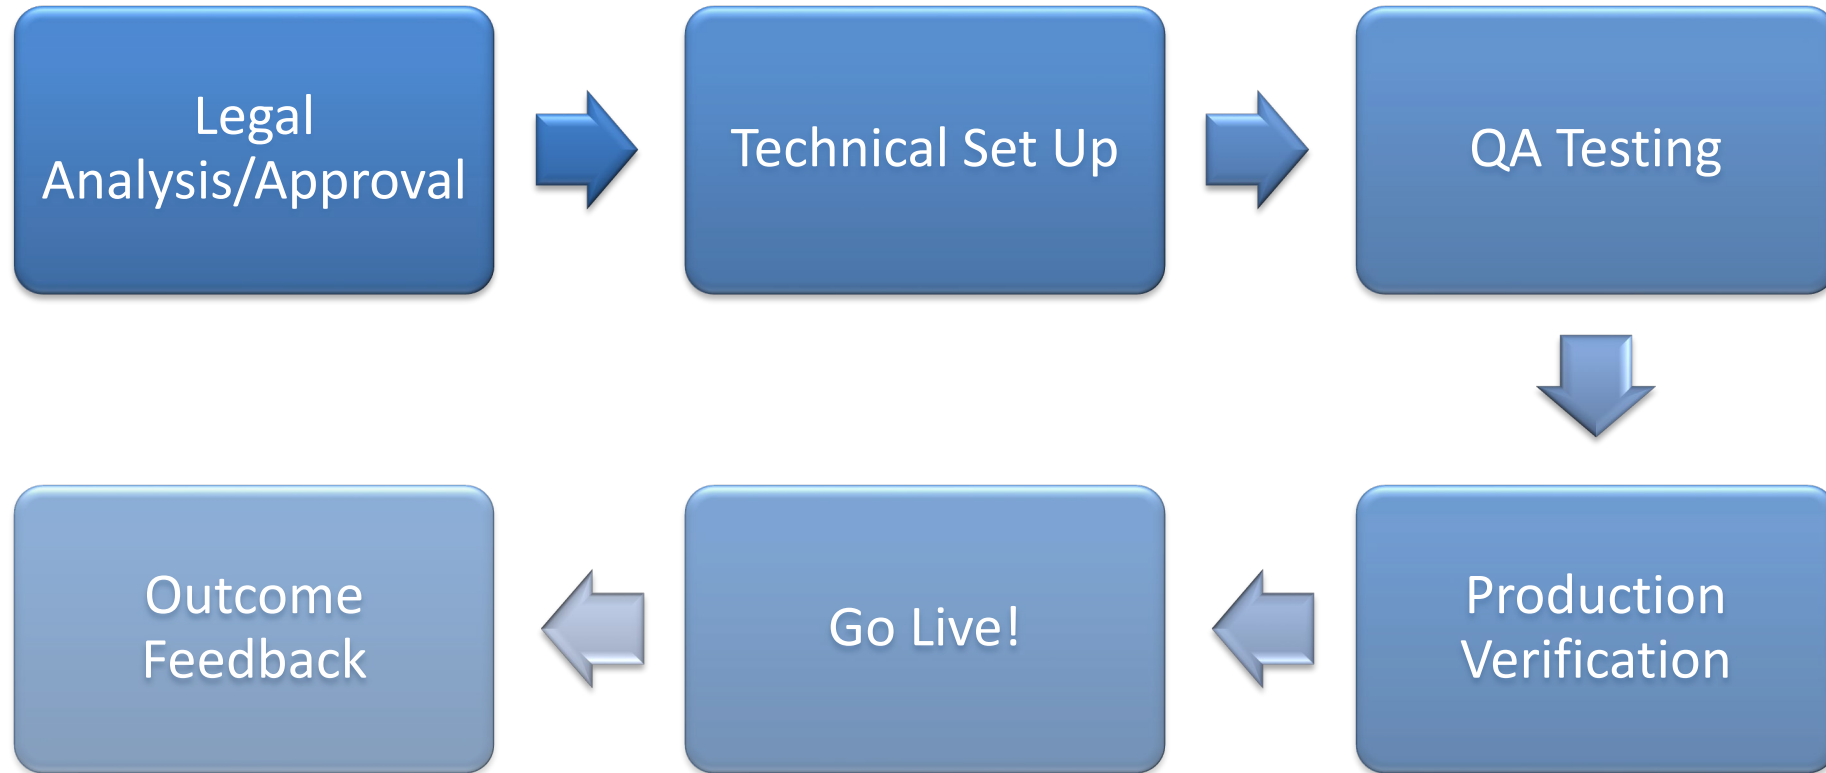 Legal
Analysis/Approval
Technical Set Up
QA Testing
Production
Verification
Go Live!
Outcome
Feedback